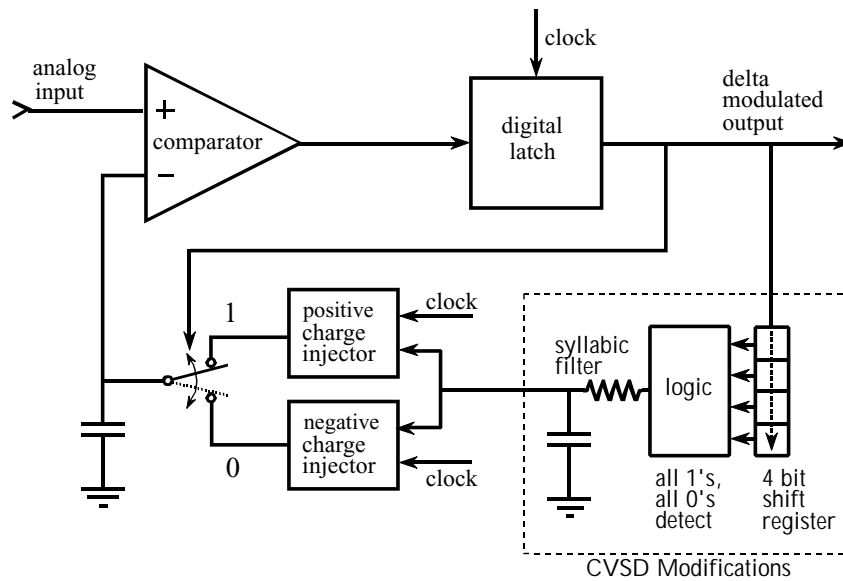 clock
analog
input
delta
modulated
output
+
comparator
−
digital
latch
1
positive
charge
injector
clock
syllabic
filter
logic
negative
charge
injector
0
clock
all 1's,
all 0's
detect
4 bit
shift
register
CVSD Modifications